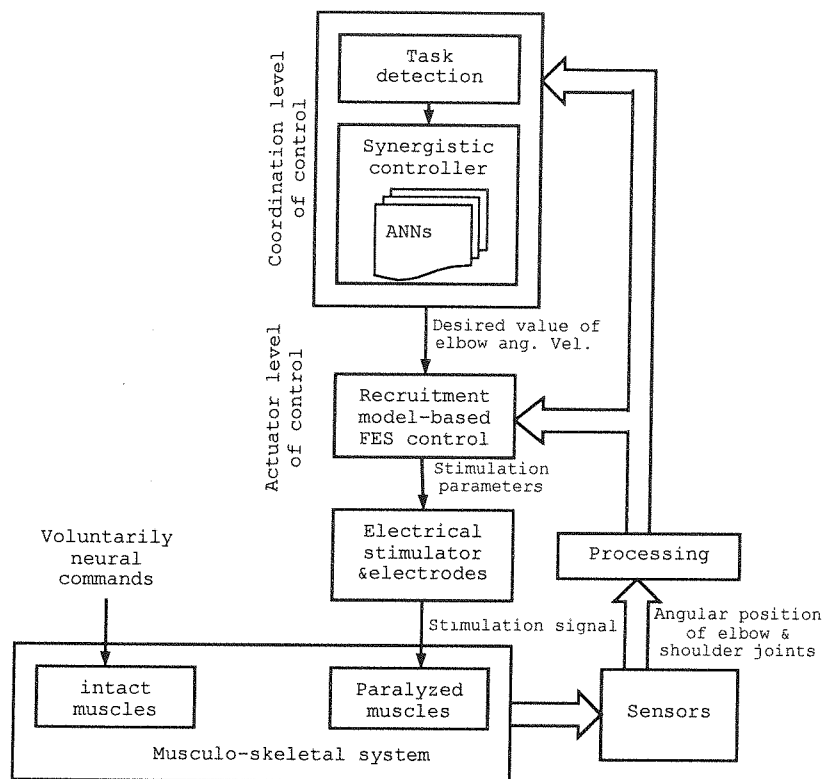 Task
detection
Coordination level
of control
Synergistic
controller
ANNs
Desired value of
elbow ang. Vel.
Actuator level
of control
Recruitment
model-based
FES control
Stimulation
parameters
Voluntarily
neural
commands
Electrical
stimulator
&electrodes
Processing
Stimulation signal
Angular position
of elbow &
shoulder joints
intact
muscles
Paralyzed
muscles
Sensors
Musculo-skeletal system